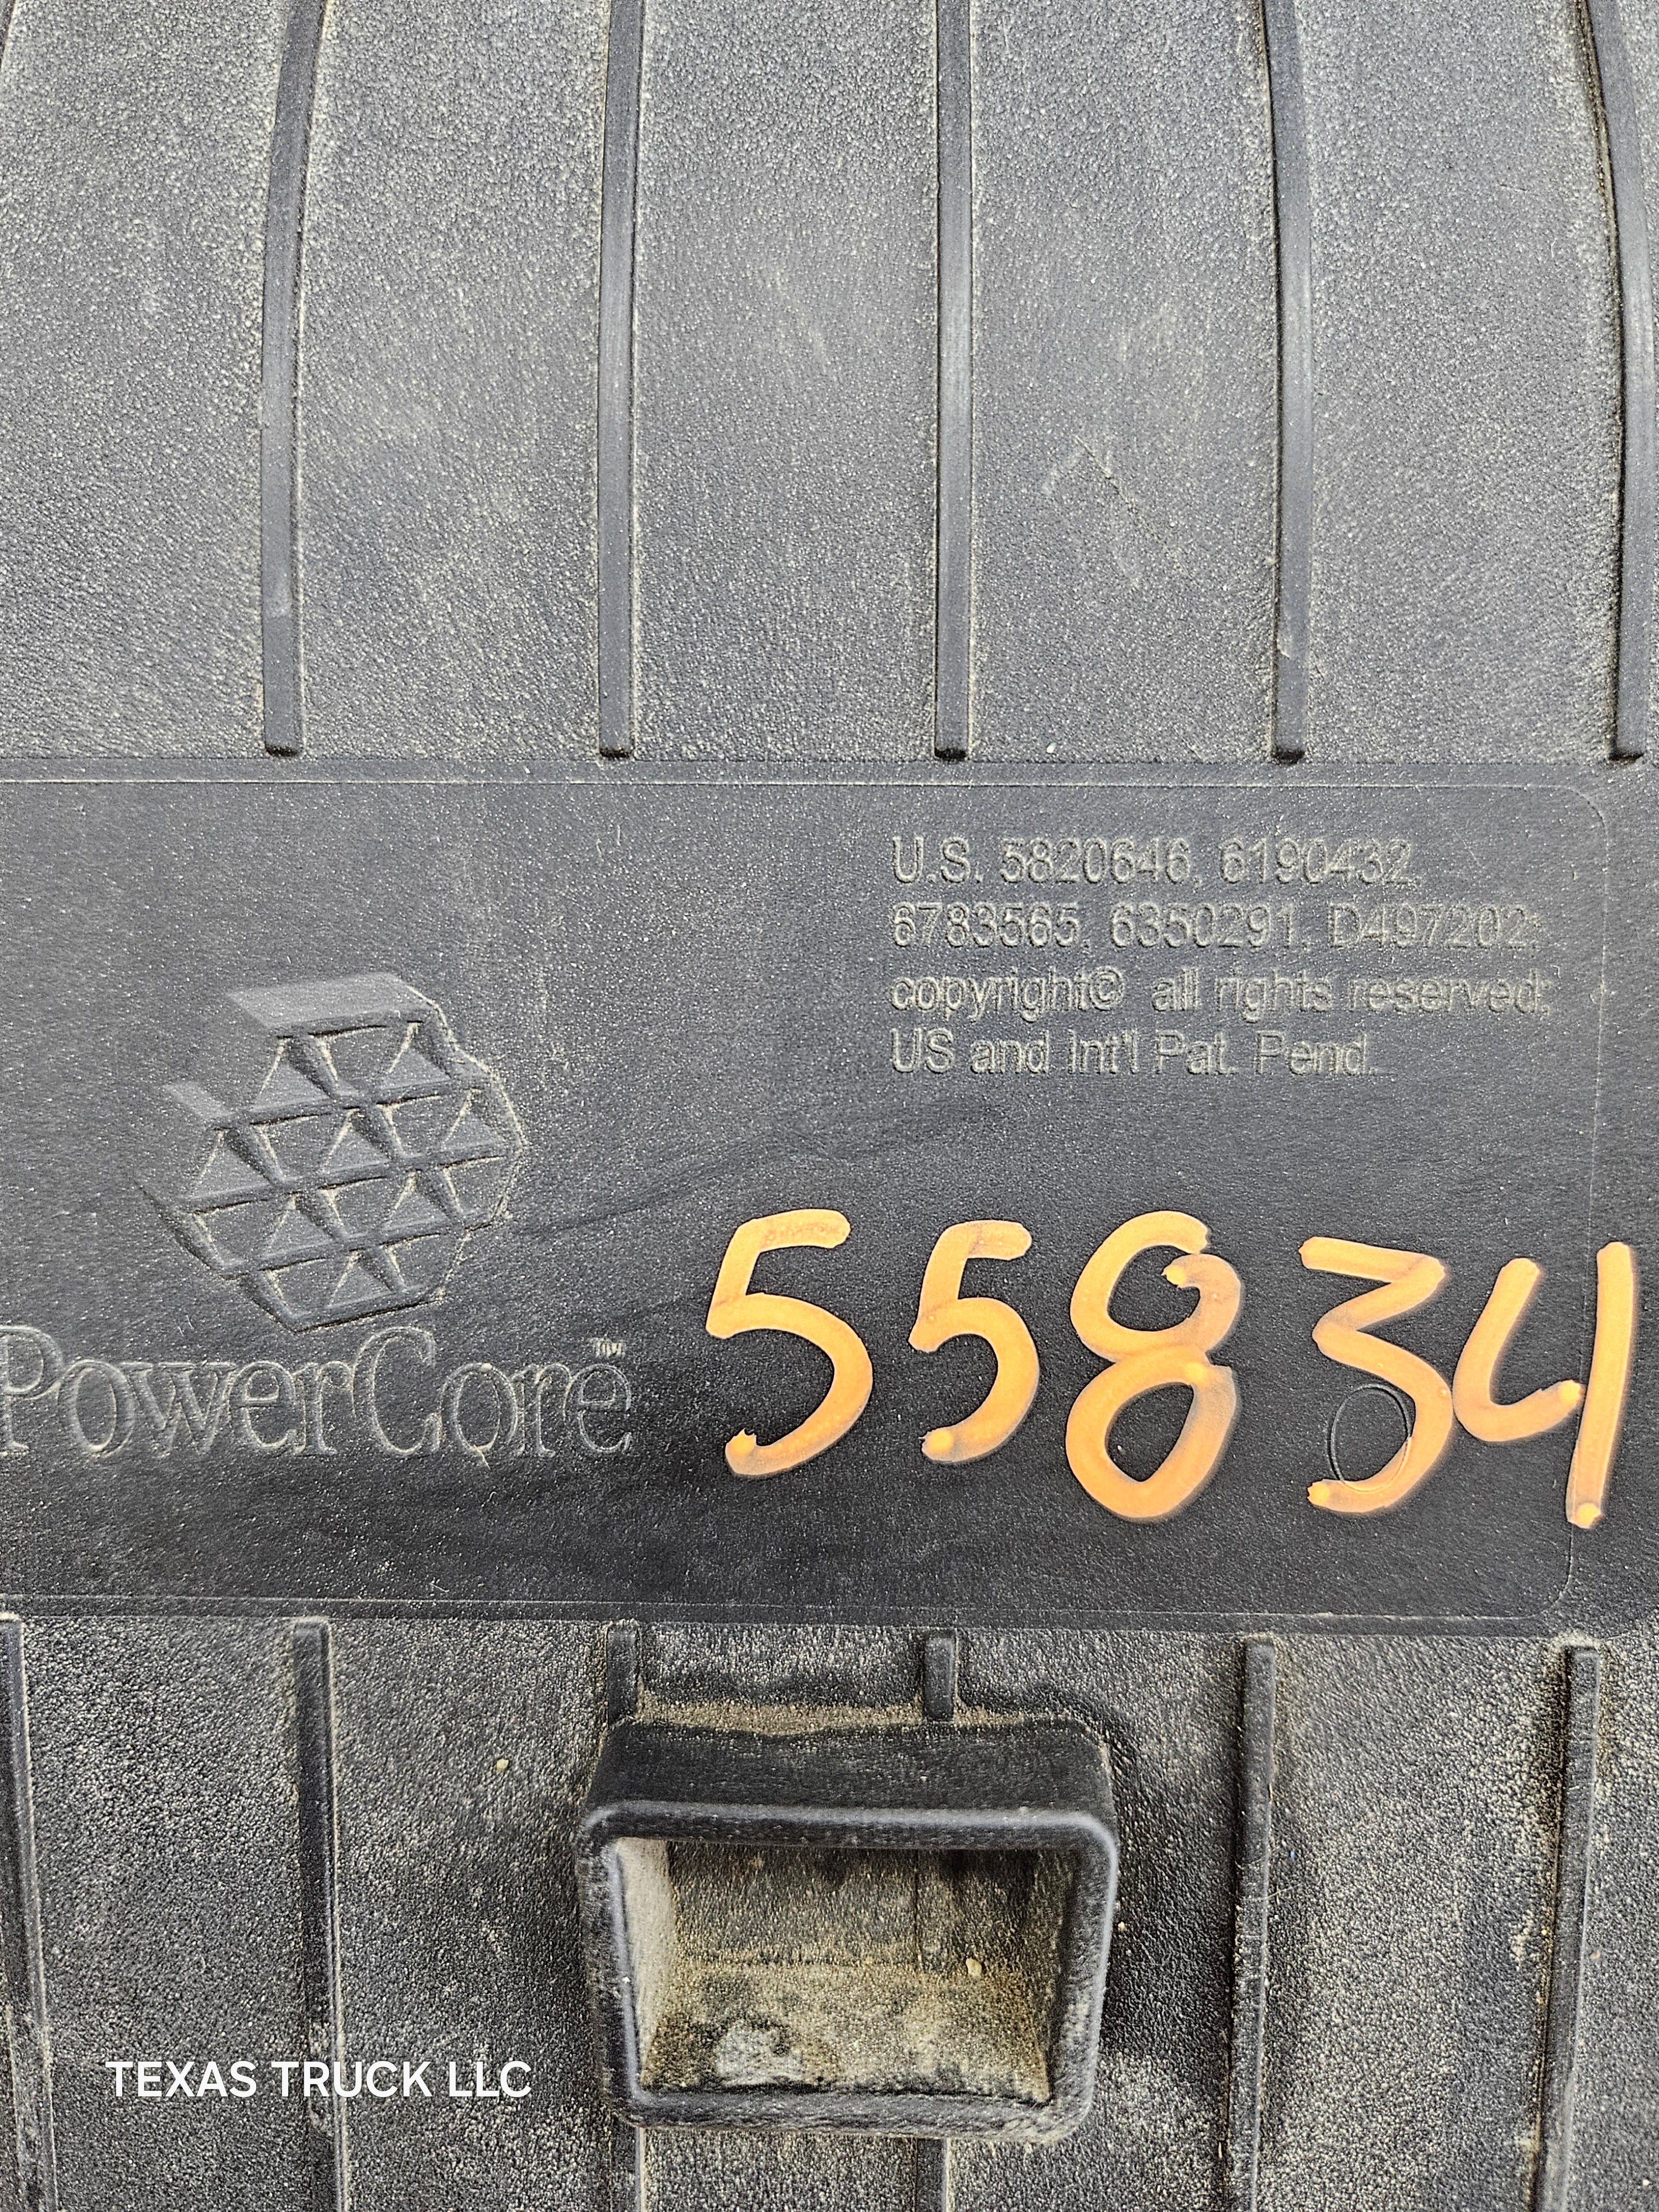 U.S. 5820646, 6190432,
6783565, 6350291, D497202;
copyright© all rights reserved;
US and Int'l Pat. Pend.
PowerCore™
55834
TEXAS TRUCK LLC